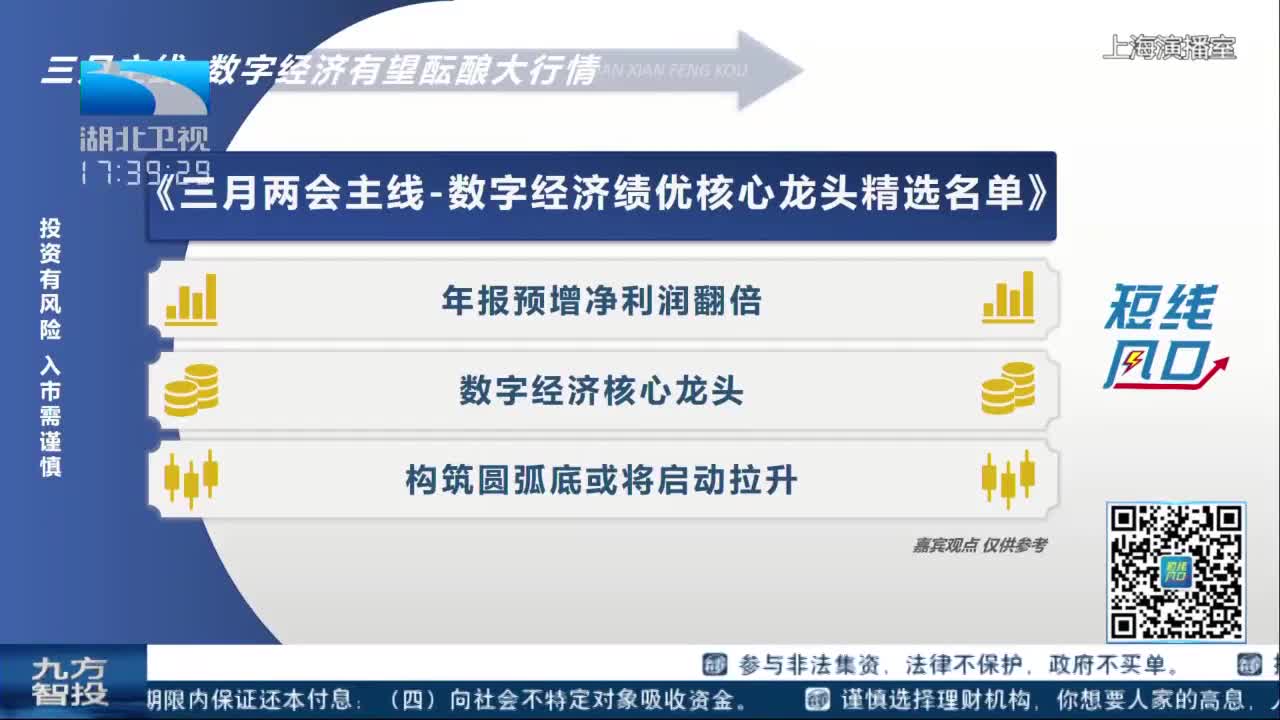 三月主线-数字经济有望酝酿大行情
AN XIAN FENG KOU
上海演播室
湖北卫视
17:39:29
《三月两会主线-数字经济绩优核心龙头精选名单》
投资有风险 入市需谨慎
年报预增净利润翻倍
数字经济核心龙头
构筑圆弧底或将启动拉升
短线
风口
嘉宾观点 仅供参考
短线
风口
九方
智投
参与非法集资，法律不保护，政府不买单。
期限内保证还本付息；（四）向社会不特定对象吸收资金。 谨慎选择理财机构，你想要人家的高息，